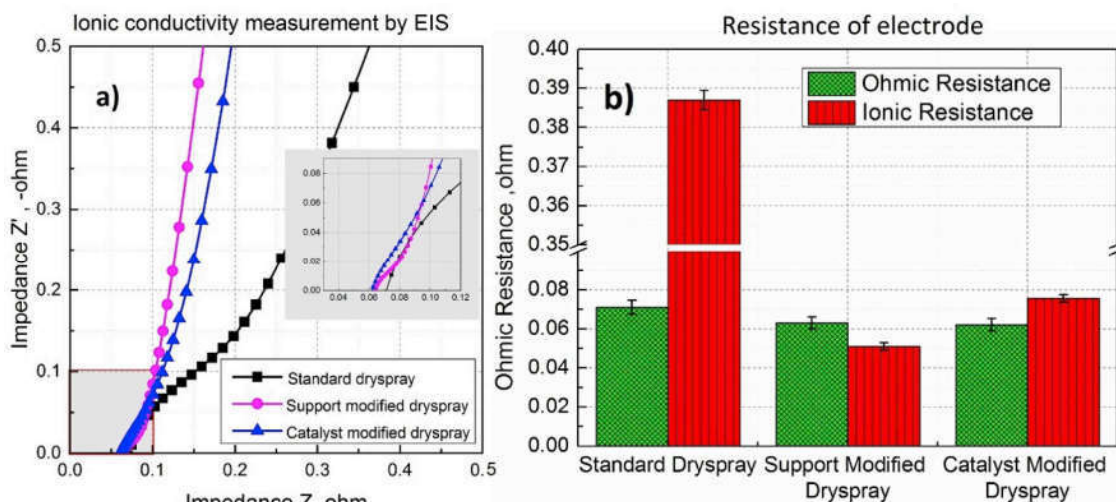 Ionic conductivity measurement by EIS
a)
Impedance Z', -ohm
0.5
0.4
0.3
0.2
0.1
0.0
0.0 0.1 0.2 0.3 0.4 0.5
Impedance Z, ohm
0.08
0.06
0.04
0.02
0.00
0.04 0.06 0.08 0.10 0.12
Standard dryspray
Support modified dryspray
Catalyst modified dryspray
Resistance of electrode
b)
Ohmic Resistance ,ohm
0.40
0.39
0.38
0.37
0.36
0.35
0.08
0.06
0.04
0.02
0.00
Ohmic Resistance
Ionic Resistance
Standard Dryspray Support Modified Catalyst Modified
Dryspray Dryspray